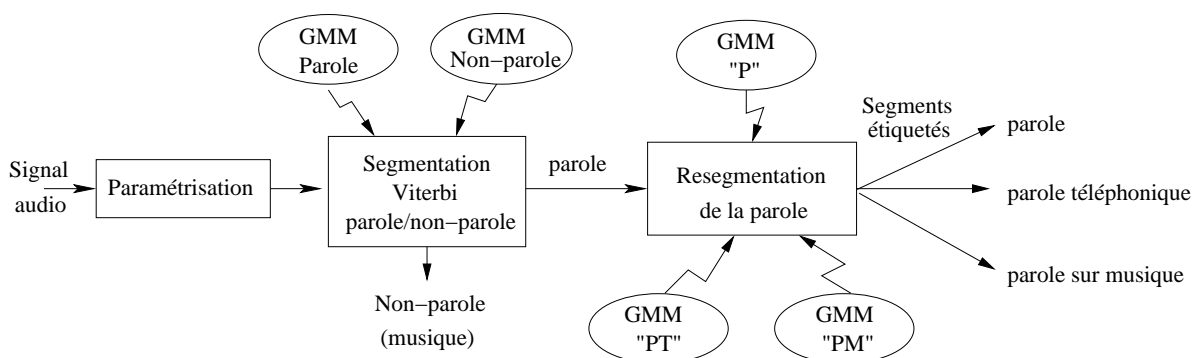 GMM
Parole
GMM
Non−parole
GMM
"P"
Segments
étiquetés
parole
Signal
audio
Paramétrisation
Segmentation
Viterbi
parole/non−parole
parole
Resegmentation
de la parole
parole téléphonique
parole sur musique
Non−parole
(musique)
GMM
"PT"
GMM
"PM"